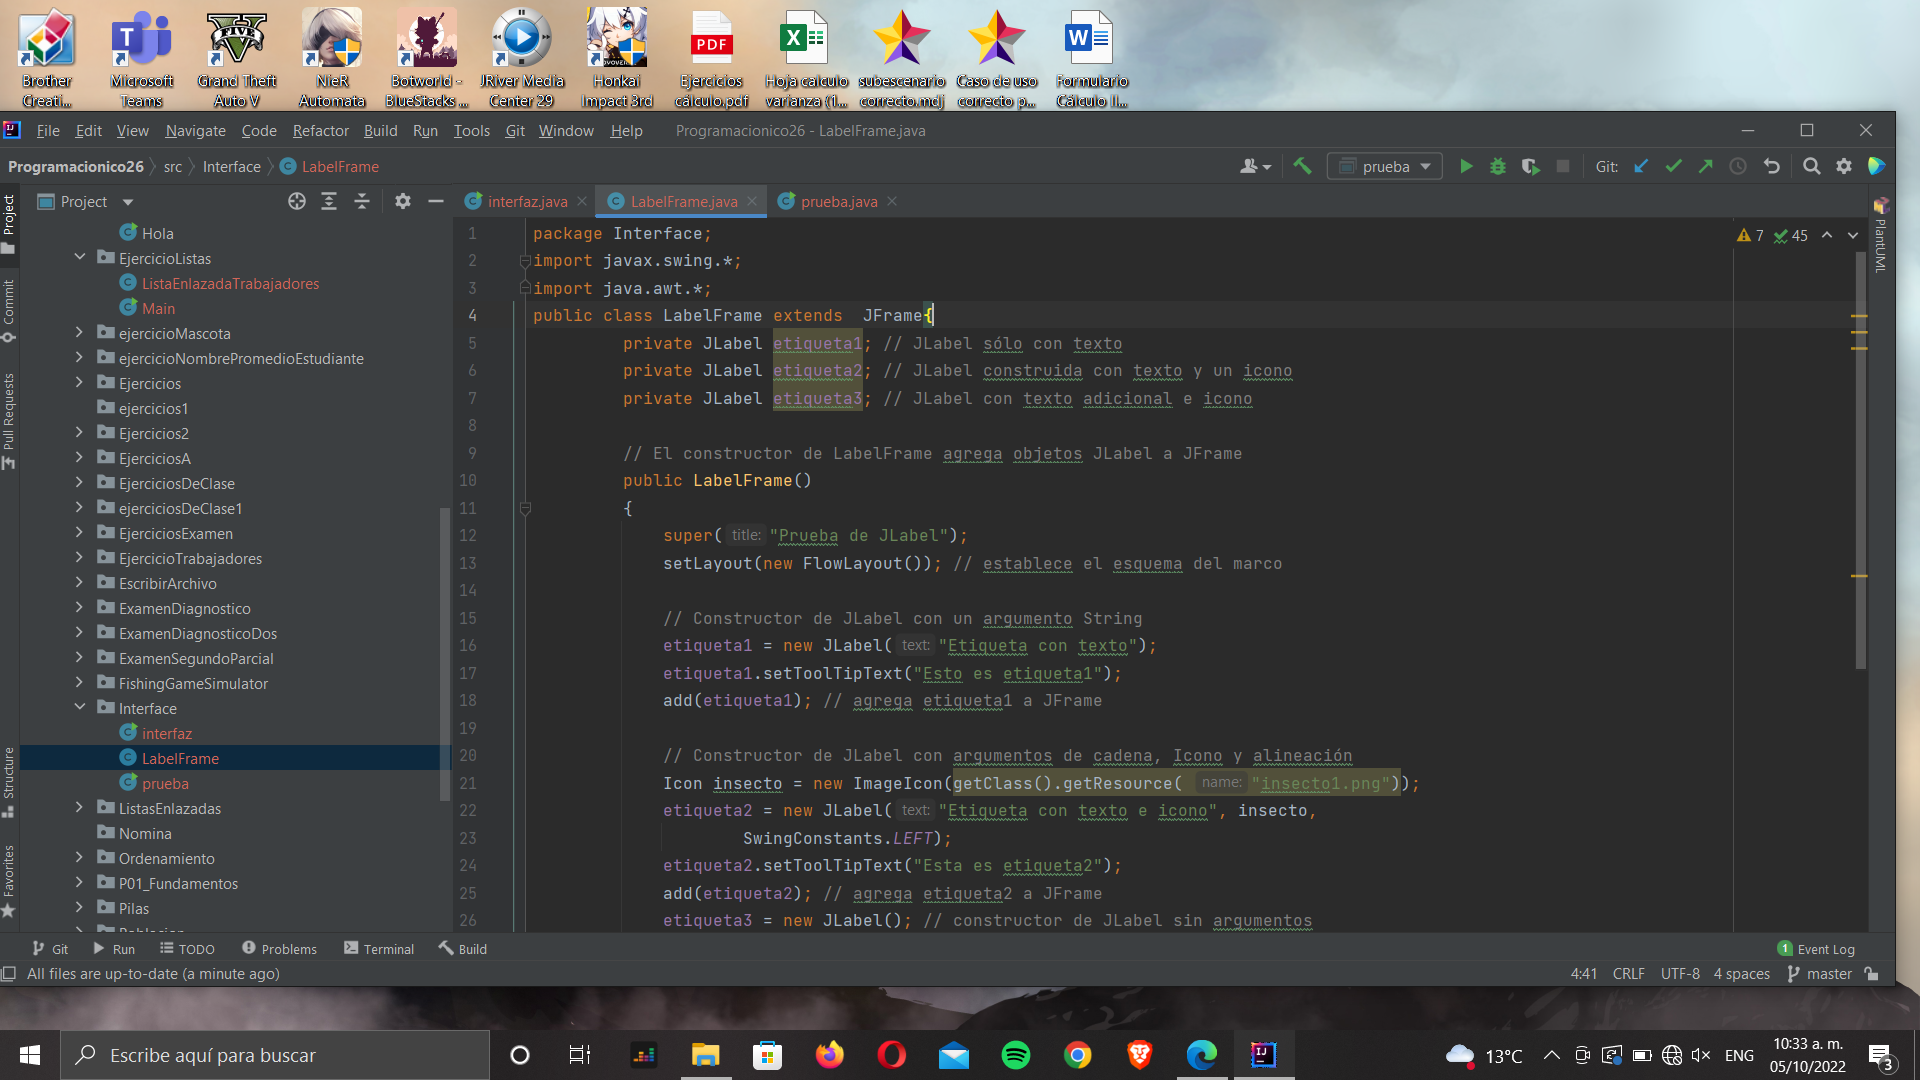 Brother Creati...
Microsoft Teams
Grand Theft Auto V
NieR Automata
Botworld - BlueStacks ...
JRiver Media Center 29
Honkai Impact 3rd
Ejercicios cálculo.pdf
Hoja calculo varianza (1...
subescenario correcto.mdj
Caso de uso correcto p...
Formulario Cálculo II...
File Edit View Navigate Code Refactor Build Run Tools Git Window Help Programacionico26 - LabelFrame.java
Programacionico26 src Interface LabelFrame
prueba
Git:
Project
interfaz.java LabelFrame.java prueba.java
Project
Commit
Pull Requests
Structure
Favorites
PlantUML
Hola
EjercicioListas
ListaEnlazadaTrabajadores
Main
ejercicioMascota
ejercicioNombrePromedioEstudiante
Ejercicios
ejercicios1
Ejercicios2
EjerciciosA
EjerciciosDeClase
ejerciciosDeClase1
EjerciciosExamen
EjercicioTrabajadores
EscribirArchivo
ExamenDiagnostico
ExamenDiagnosticoDos
ExamenSegundoParcial
FishingGameSimulator
Interface
interfaz
LabelFrame
prueba
ListasEnlazadas
Nomina
Ordenamiento
P01_Fundamentos
Pilas
7 45
1 package Interface;
2 import javax.swing.*;
3 import java.awt.*;
4 public class LabelFrame extends  JFrame{
5 private JLabel etiqueta1; // JLabel sólo con texto
6 private JLabel etiqueta2; // JLabel construida con texto y un icono
7 private JLabel etiqueta3; // JLabel con texto adicional e icono
8
9 // El constructor de LabelFrame agrega objetos JLabel a JFrame
10 public LabelFrame()
11 {
12 super( title: "Prueba de JLabel");
13 setLayout(new FlowLayout()); // establece el esquema del marco
14
15 // Constructor de JLabel con un argumento String
16 etiqueta1 = new JLabel( text: "Etiqueta con texto");
17 etiqueta1.setToolTipText("Esto es etiqueta1");
18 add(etiqueta1); // agrega etiqueta1 a JFrame
19
20 // Constructor de JLabel con argumentos de cadena, Icono y alineación
21 Icon insecto = new ImageIcon(getClass().getResource( name: "insecto1.png"));
22 etiqueta2 = new JLabel( text: "Etiqueta con texto e icono", insecto,
23 SwingConstants.LEFT);
24 etiqueta2.setToolTipText("Esta es etiqueta2");
25 add(etiqueta2); // agrega etiqueta2 a JFrame
26 etiqueta3 = new JLabel(); // constructor de JLabel sin argumentos
Git Run TODO Problems Terminal Build
1 Event Log
All files are up-to-date (a minute ago)
4:41 CRLF UTF-8 4 spaces master
Escribe aquí para buscar
13°C
ENG
10:33 a. m.
05/10/2022
3